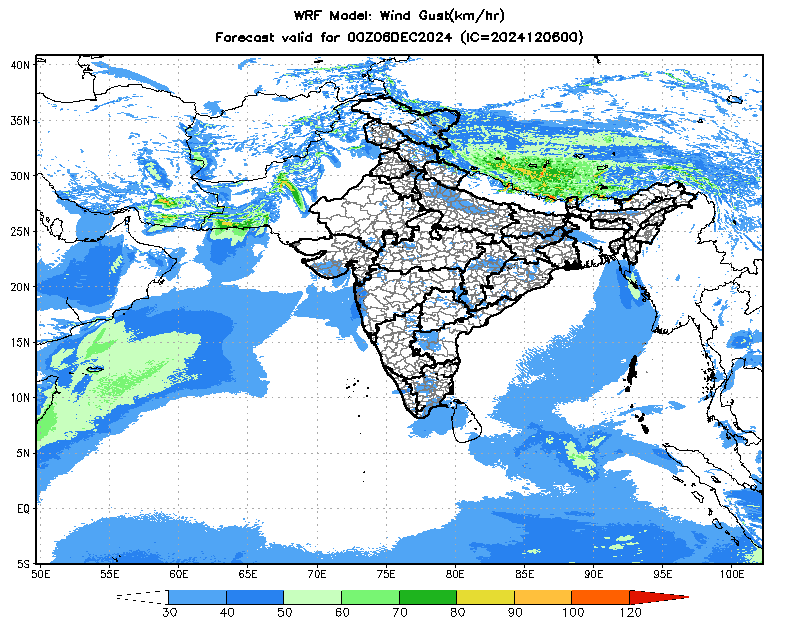 WRF Model: Wind Gust(km/hr)
Forecast valid for 00Z06DEC2024 (IC=2024120600)
40N
35N
30N
25N
20N
15N
10N
5N
EQ
5S
50E 55E 60E 65E 70E 75E 80E 85E 90E 95E 100E
30 40 50 60 70 80 90 100 120